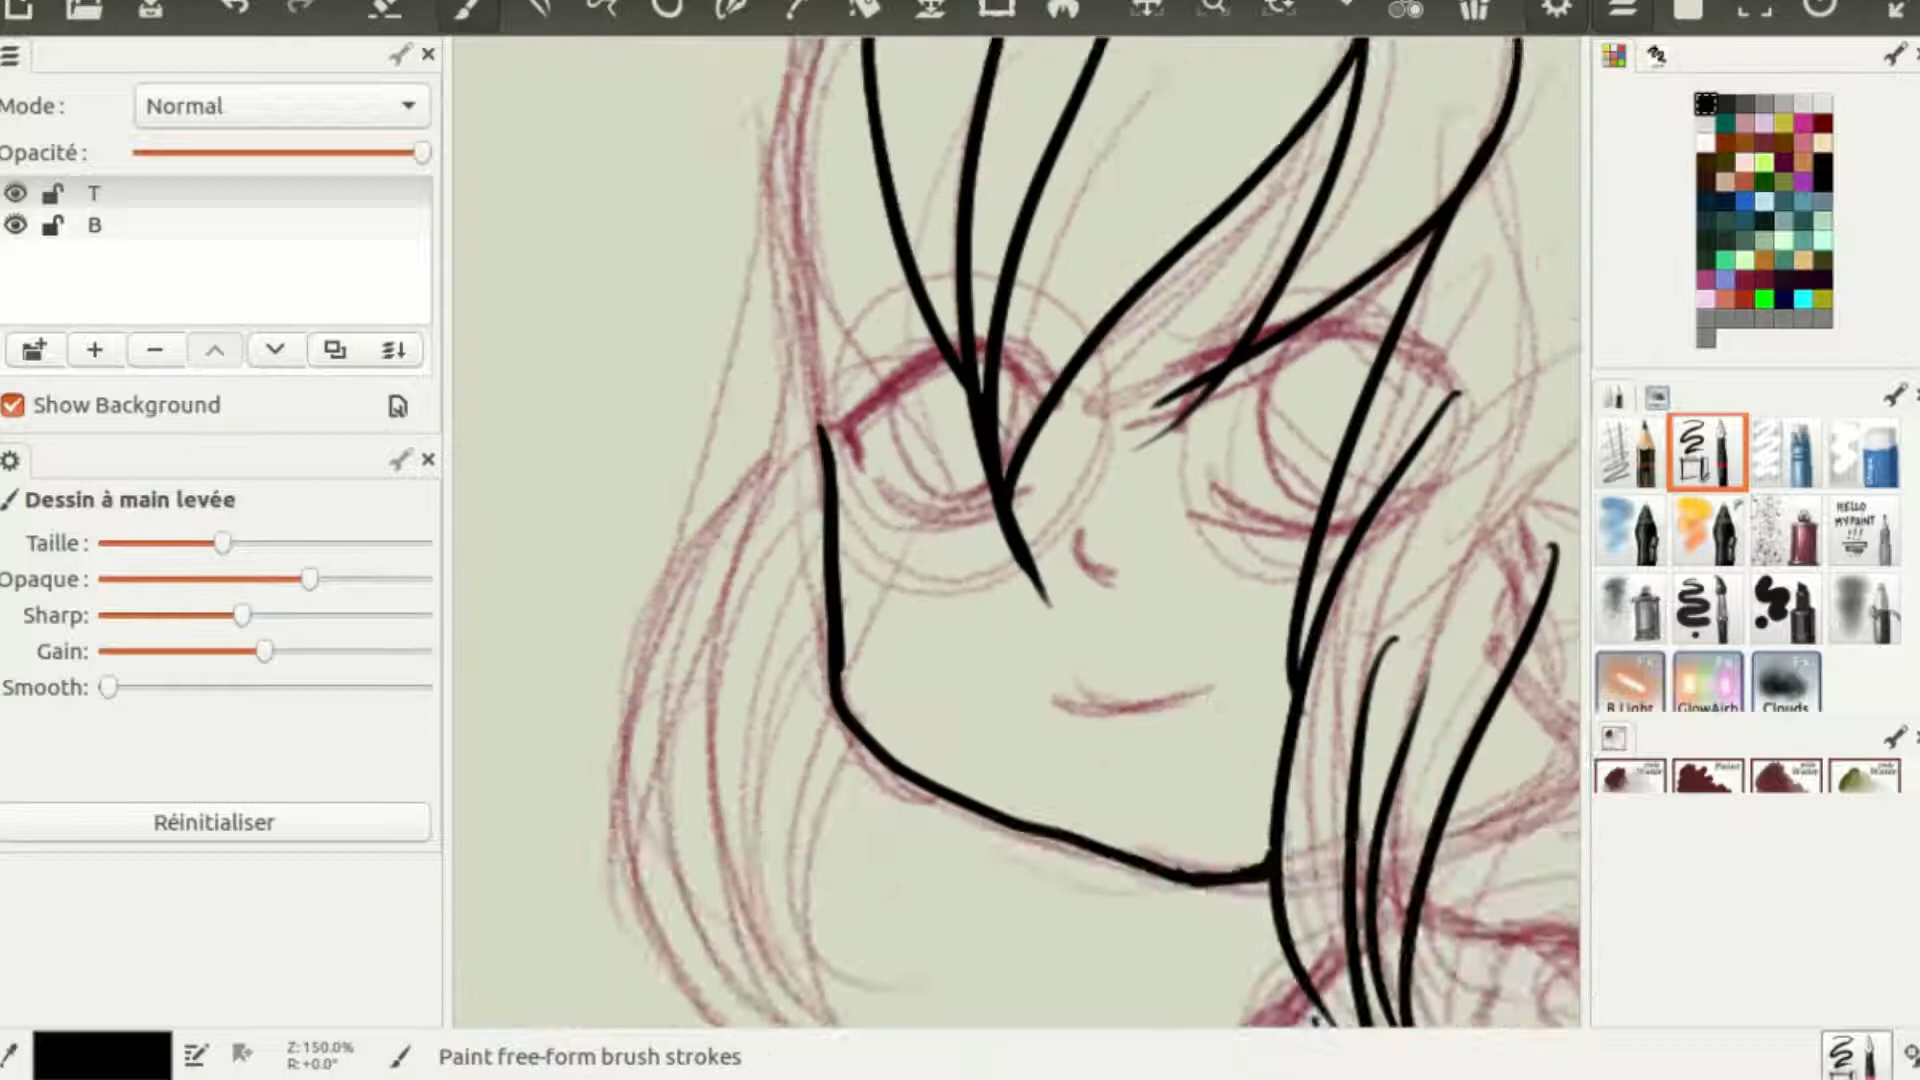 Mode :
Normal
Opacité :
T
B
Show Background
Dessin à main levée
Taille :
Opaque :
Sharp:
Gain:
Smooth:
Réinitialiser
HELLO
MYPAINT
!!!
B.Light
GlowAirb
Clouds
Z:150.0%
R:+0.0°
Paint free-form brush strokes